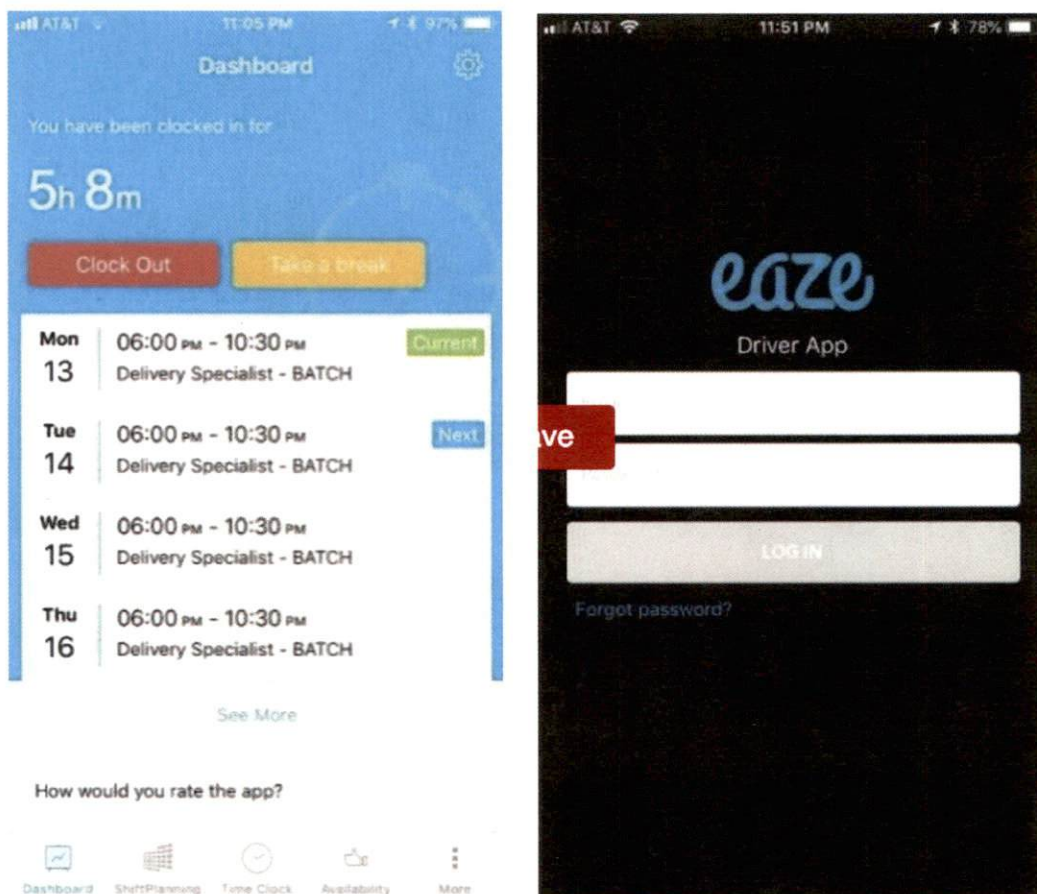 AT&T 11:05 PM 97%
Dashboard
You have been clocked in for
5h 8m
Clock Out Take a break
Mon 06:00 PM - 10:30 PM Current
13 Delivery Specialist - BATCH
Tue 06:00 PM - 10:30 PM Next
14 Delivery Specialist - BATCH
Wed 06:00 PM - 10:30 PM
15 Delivery Specialist - BATCH
Thu 06:00 PM - 10:30 PM
16 Delivery Specialist - BATCH
See More
How would you rate the app?
Dashboard ShiftPlanning Time Clock Availability More
AT&T 11:51 PM 78%
eaze
Driver App
ave
LOG IN
Forgot password?